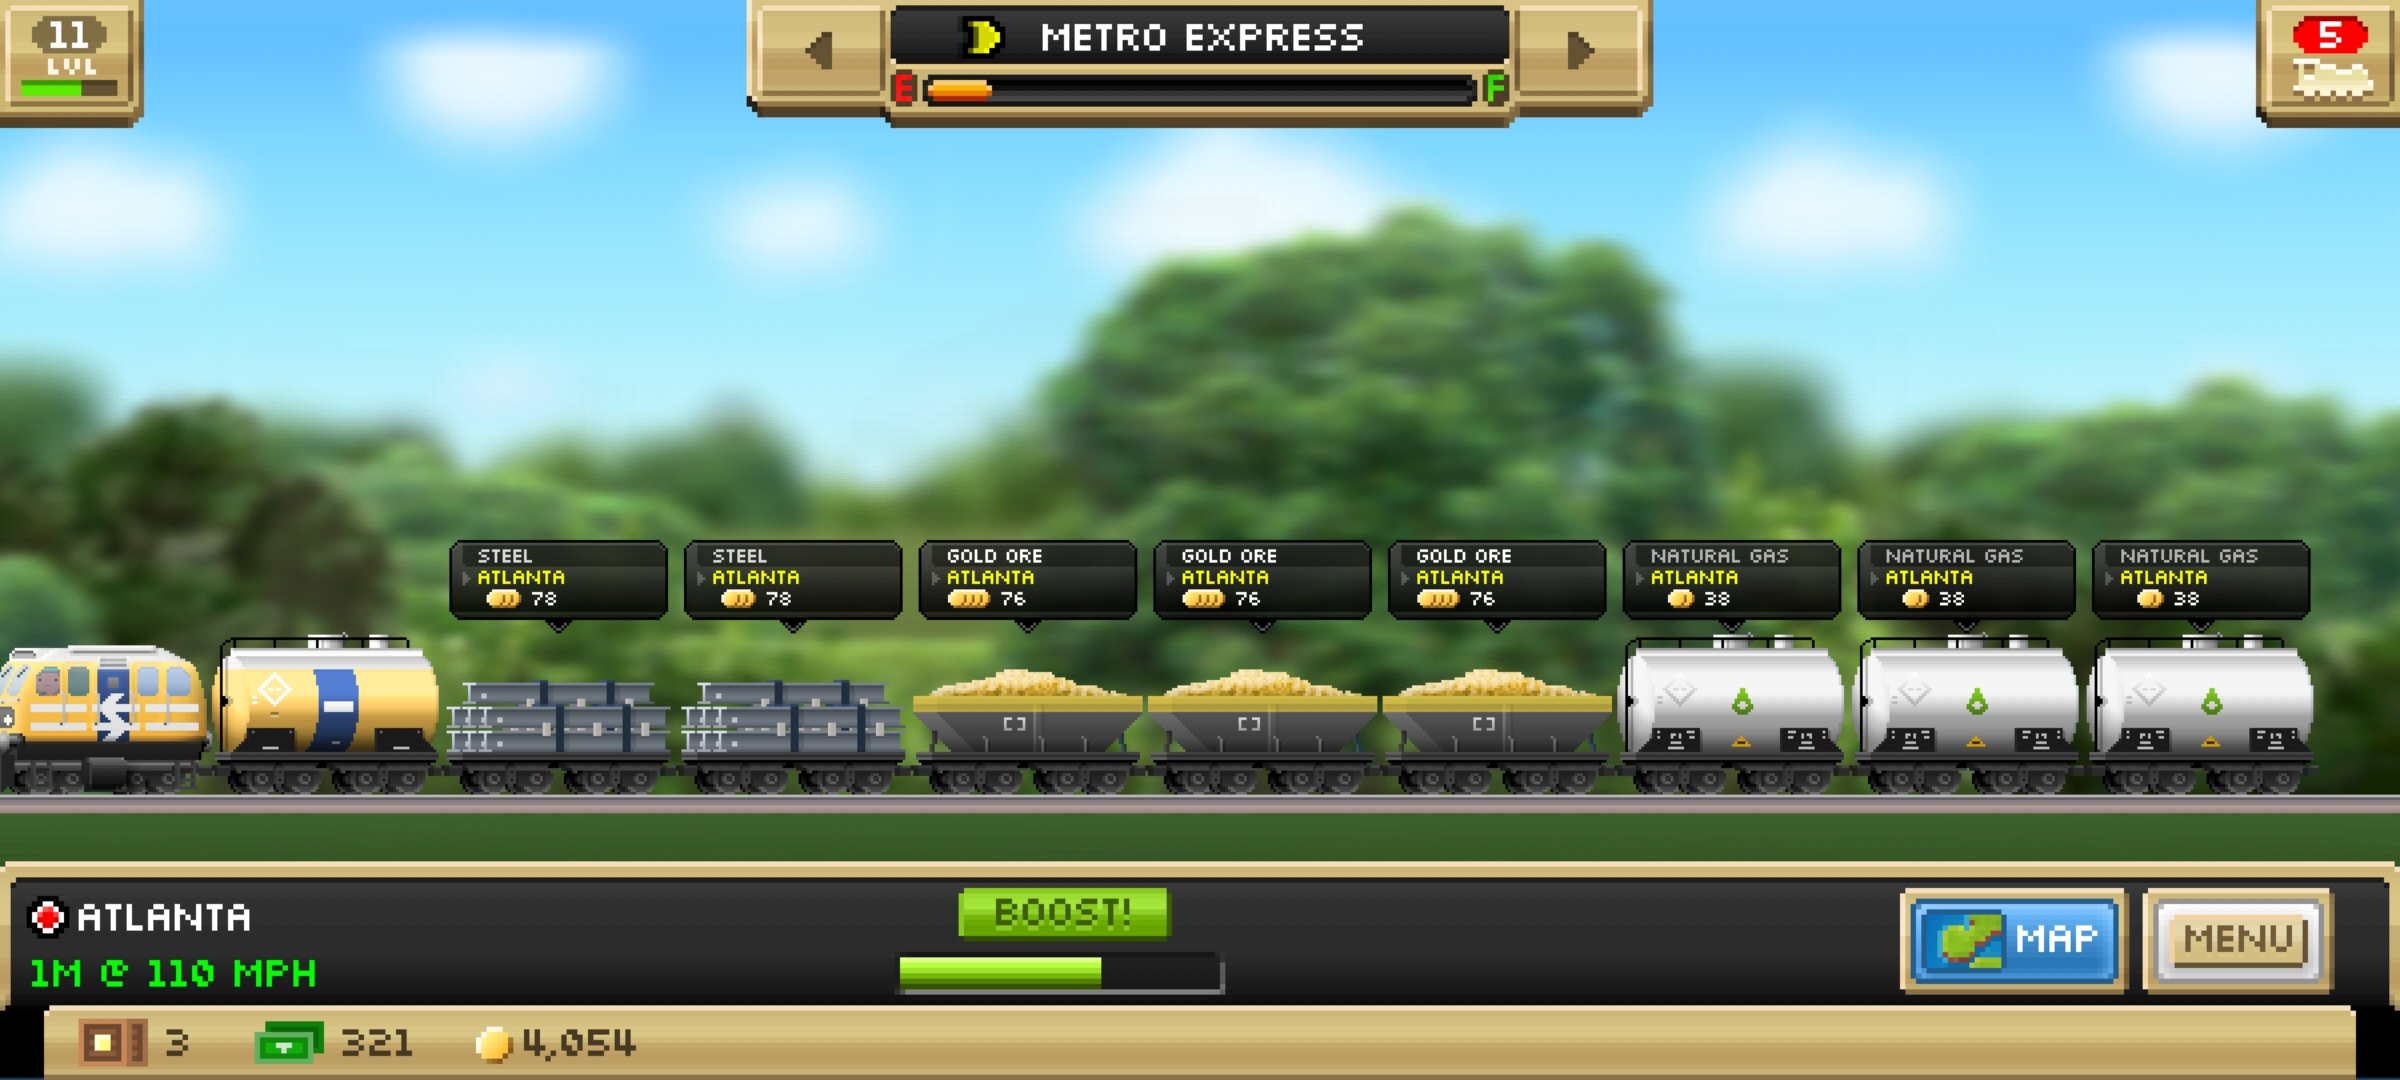 11
LVL
METRO EXPRESS
E F
5
STEEL
ATLANTA
78
STEEL
ATLANTA
78
GOLD ORE
ATLANTA
76
GOLD ORE
ATLANTA
76
GOLD ORE
ATLANTA
76
NATURAL GAS
ATLANTA
38
NATURAL GAS
ATLANTA
38
NATURAL GAS
ATLANTA
38
ATLANTA
1M @ 110 MPH
BOOST!
MAP
MENU
3
321
4,054